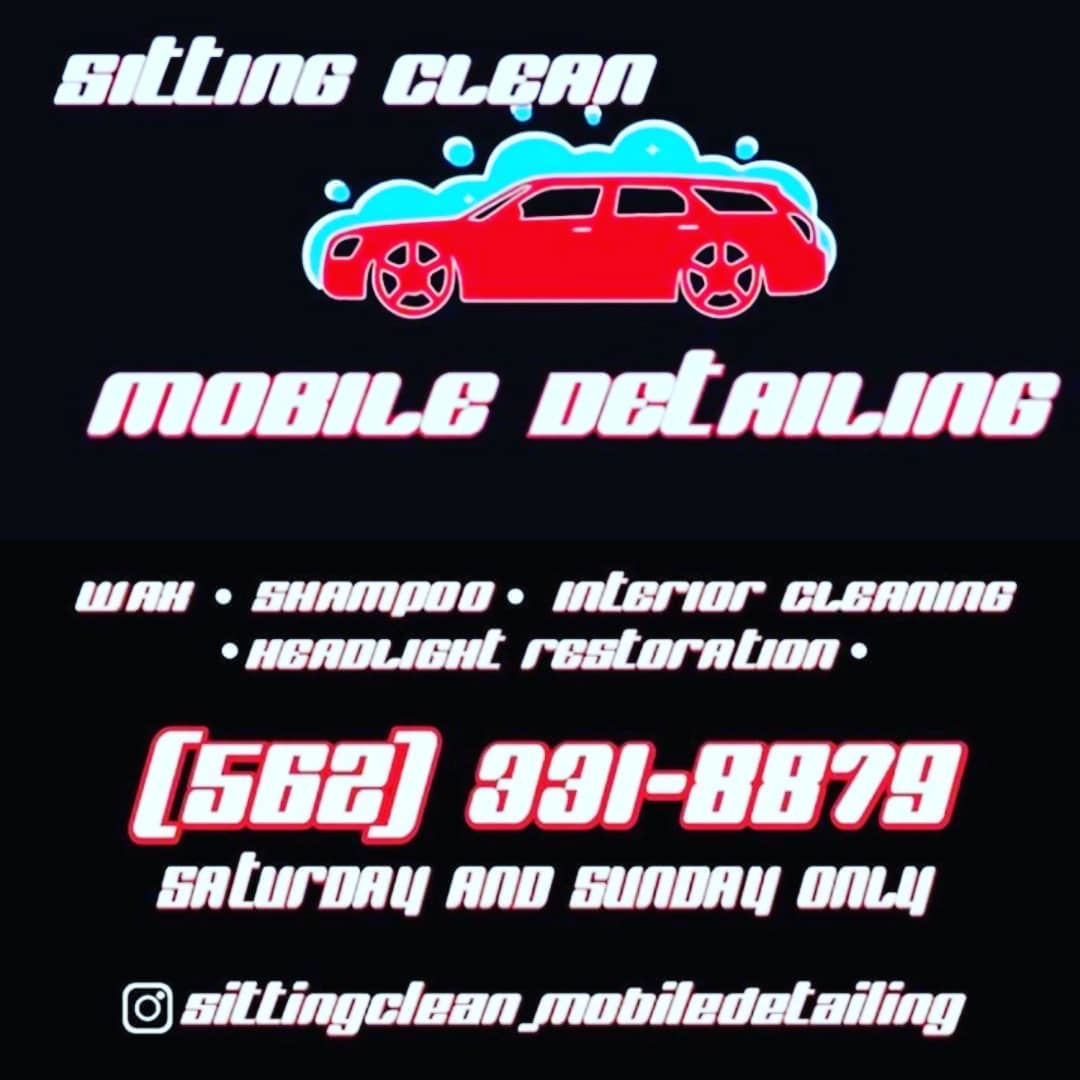 SITTING CLEAN
MOBILE DETAILING
WAX • SHAMPOO • INTERIOR CLEANING
• HEADLIGHT RESTORATION •
(562) 331-8879
SATURDAY AND SUNDAY ONLY
sittingclean_mobiledetailing